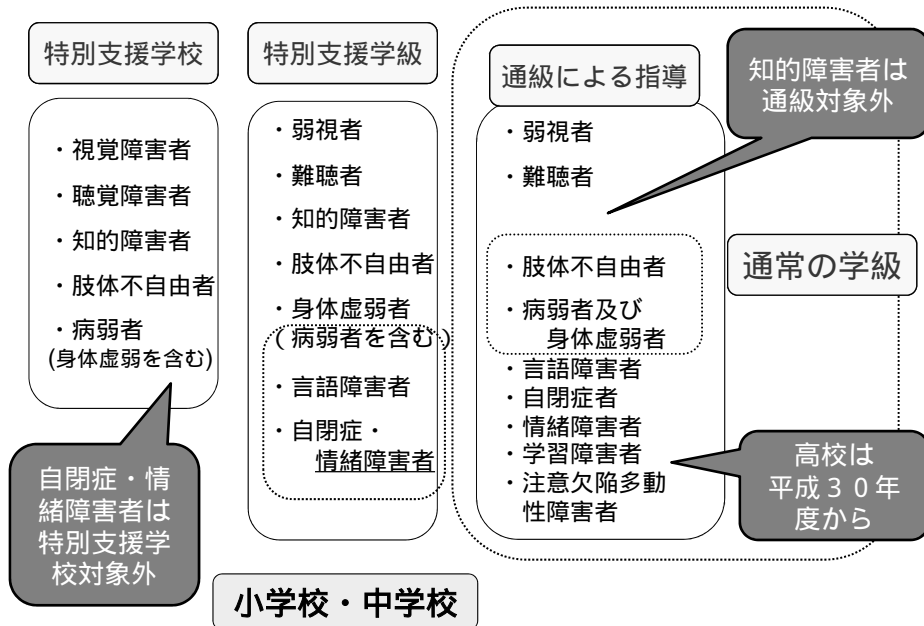 特別支援学校
・視覚障害者
・聴覚障害者
・知的障害者
・肢体不自由者
・病弱者
(身体虚弱を含む)
自閉症・情
緒障害者は
特別支援学
校対象外
特別支援学級
・弱視者
・難聴者
・知的障害者
・肢体不自由者
・身体虚弱者
(病弱者を含む)
・言語障害者
・自閉症・
情緒障害者
通級による指導
・弱視者
・難聴者
・肢体不自由者
・病弱者及び
身体虚弱者
・言語障害者
・自閉症者
・情緒障害者
・学習障害者
・注意欠陥多動
性障害者
知的障害者は
通級対象外
通常の学級
高校は
平成30年
度から
小学校・中学校